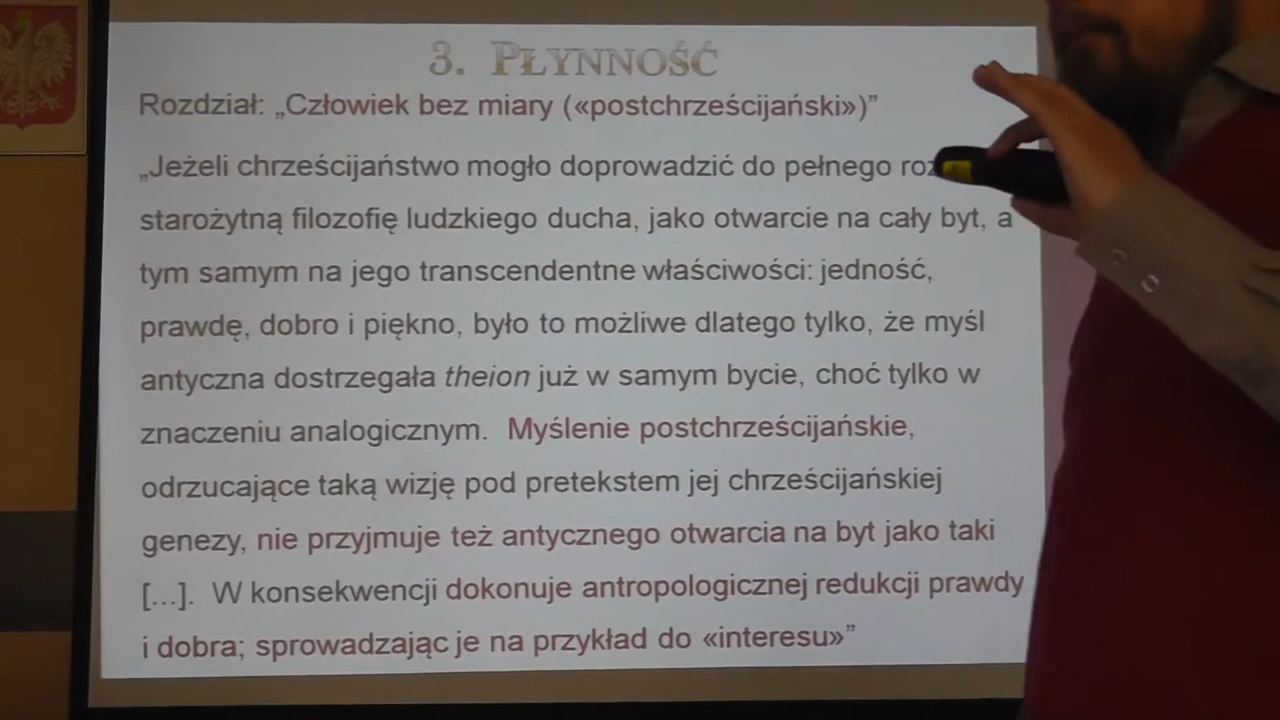 3. PŁYNNOŚĆ
Rozdział: „Człowiek bez miary («postchrześcijański»)”
„Jeżeli chrześcijaństwo mogło doprowadzić do pełnego
starożytną filozofię ludzkiego ducha, jako otwarcie na cały byt, a
tym samym na jego transcendentne właściwości: jedność,
prawdę, dobro i piękno, było to możliwe dlatego tylko, że myśl
antyczna dostrzegała theion już w samym bycie, choć tylko w
znaczeniu analogicznym. Myślenie postchrześcijańskie,
odrzucające taką wizję pod pretekstem jej chrześcijańskiej
genezy, nie przyjmuje też antycznego otwarcia na byt jako taki
[...]. W konsekwencji dokonuje antropologicznej redukcji prawdy
i dobra; sprowadzając je na przykład do «interesu»”